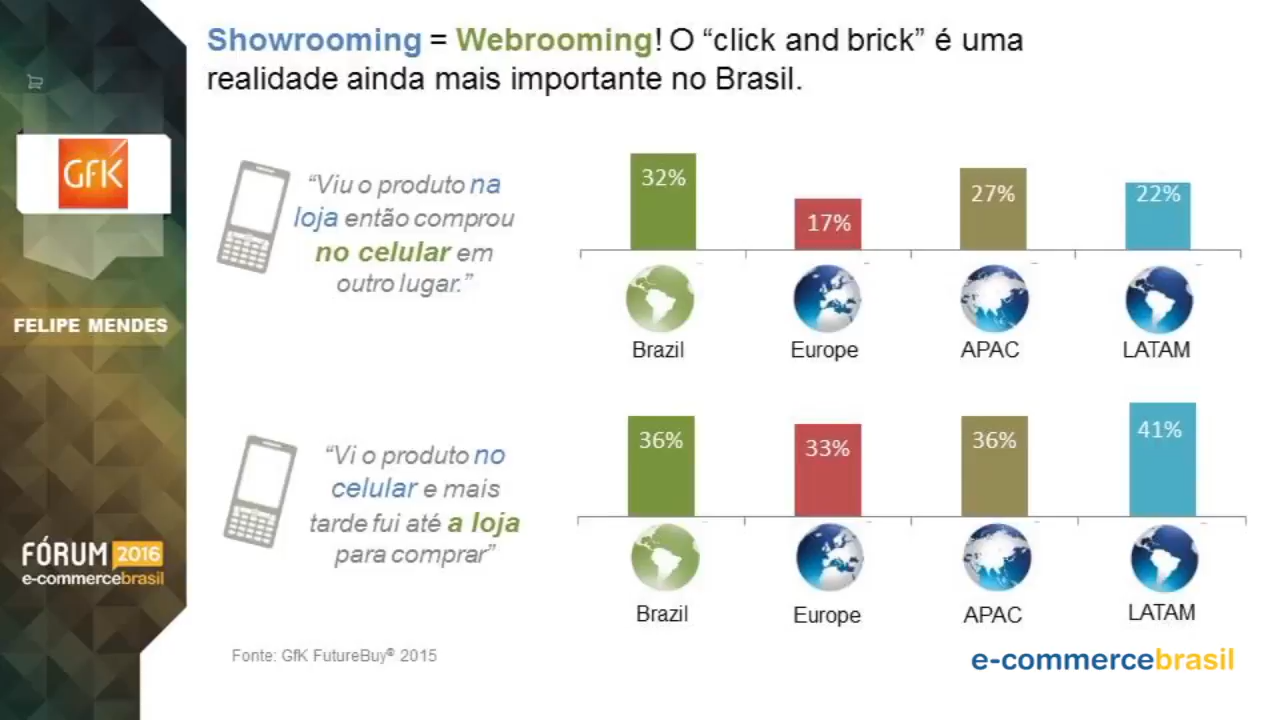 Showrooming = Webrooming! O “click and brick” é uma
realidade ainda mais importante no Brasil.
GfK
FELIPE MENDES
FÓRUM 2016
e-commercebrasil
“Viu o produto na
loja então comprou
no celular em
outro lugar.”
32%
17%
27%
22%
Brazil
Europe
APAC
LATAM
“Vi o produto no
celular e mais
tarde fui até a loja
para comprar”
36%
33%
36%
41%
Brazil
Europe
APAC
LATAM
Fonte: GfK FutureBuy® 2015
e-commercebrasil